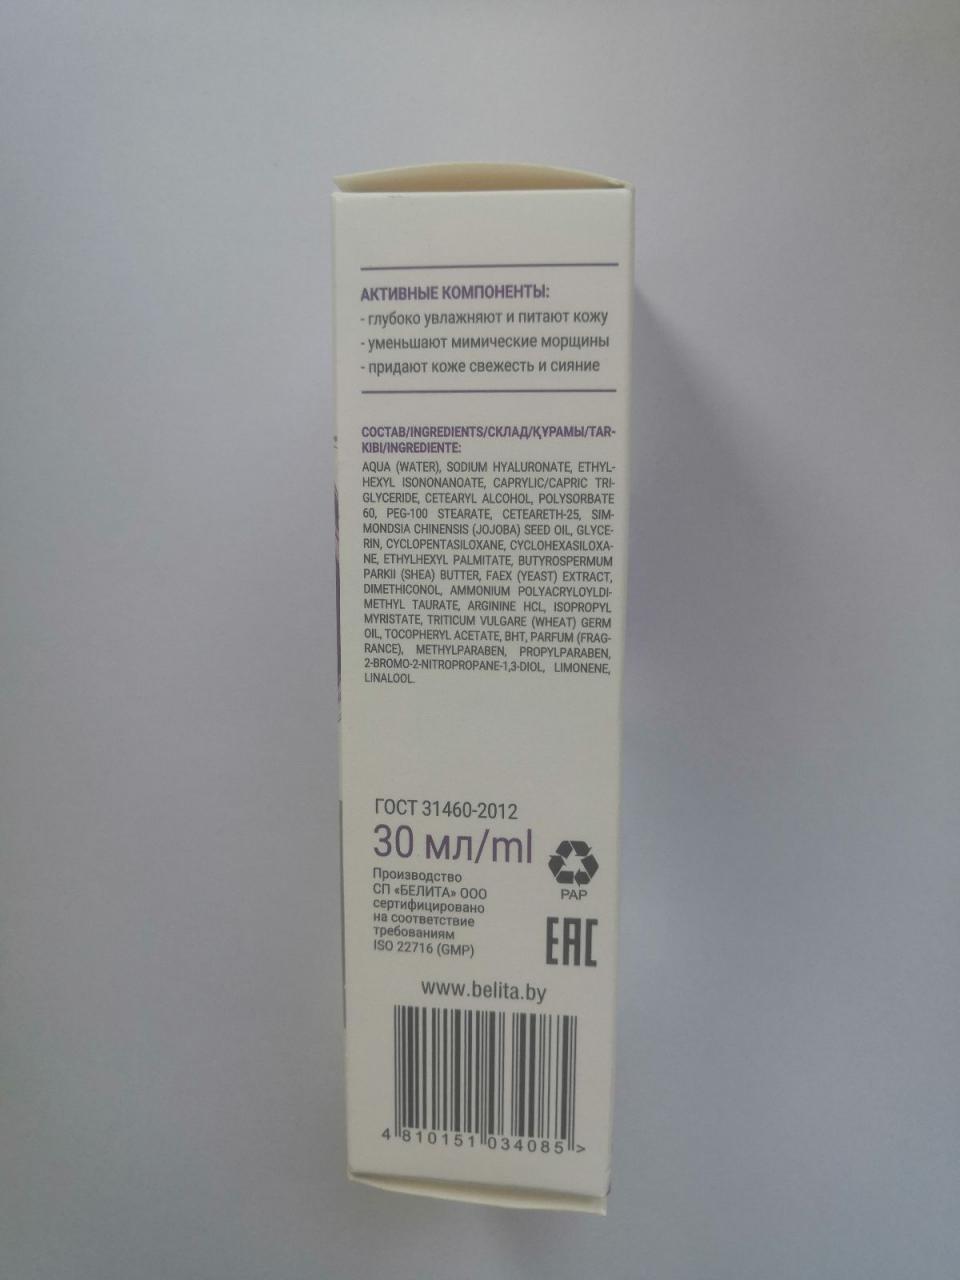 АКТИВНЫЕ КОМПОНЕНТЫ:
- глубоко увлажняют и питают кожу
- уменьшают мимические морщины
- придают коже свежесть и сияние
СОСТАВ/INGREDIENTS/СКЛАД/ҚҰРАМЫ/TAR-
KIBI/INGREDIENTE:
AQUA (WATER), SODIUM HYALURONATE, ETHYL-
HEXYL ISONONANOATE, CAPRYLIC/CAPRIC TRI-
GLYCERIDE, CETEARYL ALCOHOL, POLYSORBATE
60, PEG-100 STEARATE, CETEARETH-25, SIM-
MONDSIA CHINENSIS (JOJOBA) SEED OIL, GLYCE-
RIN, CYCLOPENTASILOXANE, CYCLOHEXASILOXA-
NE, ETHYLHEXYL PALMITATE, BUTYROSPERMUM
PARKII (SHEA) BUTTER, FAEX (YEAST) EXTRACT,
DIMETHICONOL, AMMONIUM POLYACRYLOYLDI-
METHYL TAURATE, ARGININE HCL, ISOPROPYL
MYRISTATE, TRITICUM VULGARE (WHEAT) GERM
OIL, TOCOPHERYL ACETATE, BHT, PARFUM (FRAG-
RANCE), METHYLPARABEN, PROPYLPARABEN,
2-BROMO-2-NITROPROPANE-1,3-DIOL, LIMONENE,
LINALOOL.
ГОСТ 31460-2012
30 мл/ml
Производство
СП «БЕЛИТА» ООО
сертифицировано
на соответствие
требованиям
ISO 22716 (GMP)
PAP
EAC
www.belita.by
4 810151 034085 >